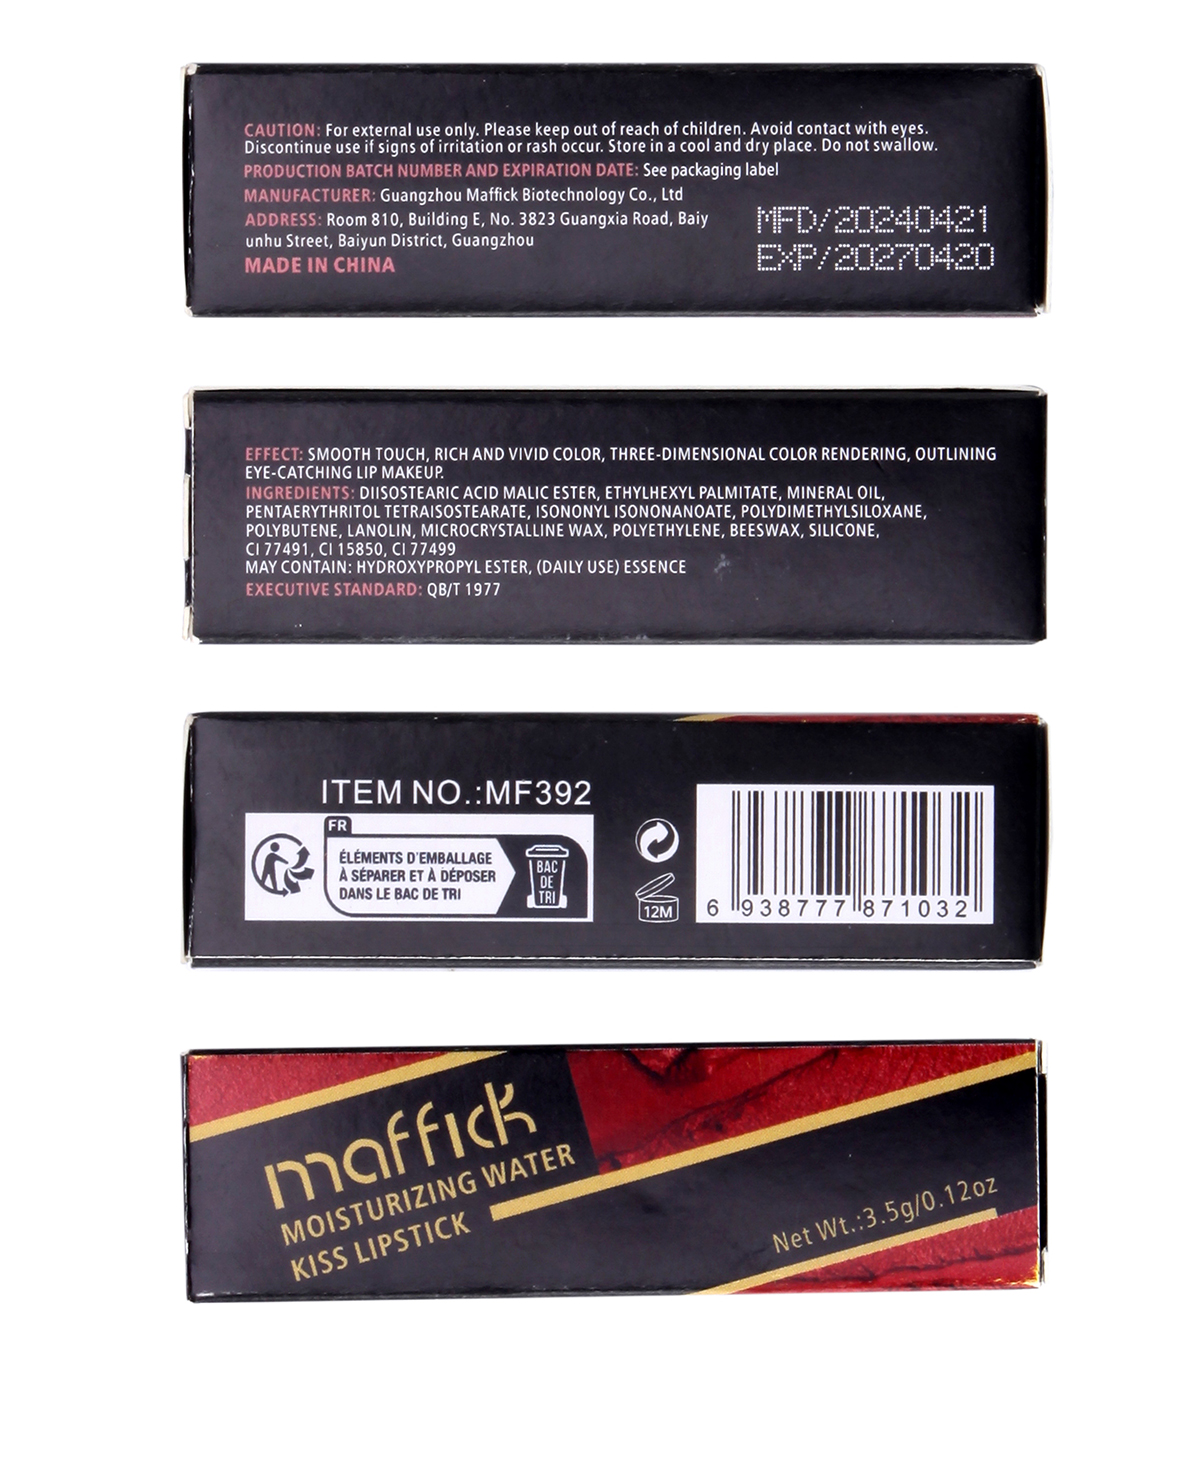 CAUTION: For external use only. Please keep out of reach of children. Avoid contact with eyes.
Discontinue use if signs of irritation or rash occur. Store in a cool and dry place. Do not swallow.
PRODUCTION BATCH NUMBER AND EXPIRATION DATE: See packaging label
MANUFACTURER: Guangzhou Maffick Biotechnology Co., Ltd
ADDRESS: Room 810, Building E, No. 3823 Guangxia Road, Baiy
unhu Street, Baiyun District, Guangzhou
MADE IN CHINA
MFD/20240421
EXP/20270420
EFFECT: SMOOTH TOUCH, RICH AND VIVID COLOR, THREE-DIMENSIONAL COLOR RENDERING, OUTLINING
EYE-CATCHING LIP MAKEUP.
INGREDIENTS: DIISOSTEARIC ACID MALIC ESTER, ETHYLHEXYL PALMITATE, MINERAL OIL,
PENTAERYTHRITOL TETRAISOSTEARATE, ISONONYL ISONONANOATE, POLYDIMETHYLSILOXANE,
POLYBUTENE, LANOLIN, MICROCRYSTALLINE WAX, POLYETHYLENE, BEESWAX, SILICONE,
CI 77491, CI 15850, CI 77499
MAY CONTAIN: HYDROXYPROPYL ESTER, (DAILY USE) ESSENCE
EXECUTIVE STANDARD: QB/T 1977
ITEM NO.:MF392
FR
ÉLÉMENTS D'EMBALLAGE
À SÉPARER ET À DÉPOSER
DANS LE BAC DE TRI
BAC
DE
TRI
12M
6 938777 871032
maffick
MOISTURIZING WATER
KISS LIPSTICK
Net Wt.:3.5g/0.12oz